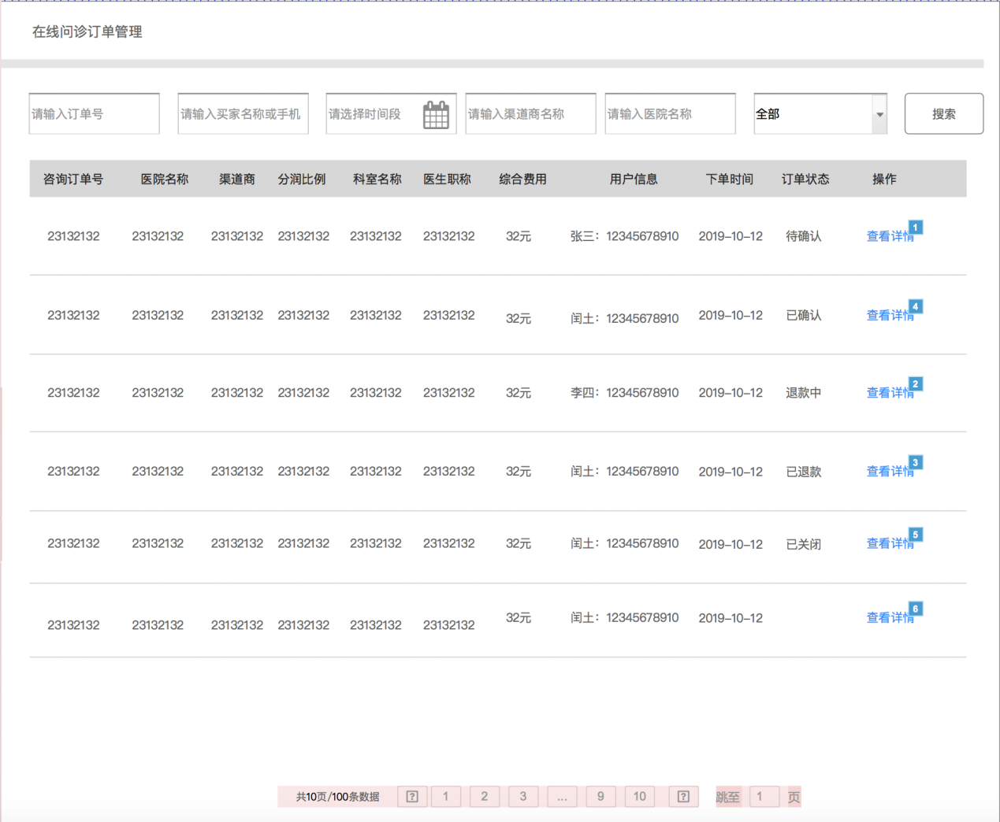 在线问诊订单管理
请输入订单号 请输入买家名称或手机 请选择时间段 请输入渠道商名称 请输入医院名称 全部 搜索
咨询订单号 医院名称 渠道商 分润比例 科室名称 医生职称 综合费用 用户信息 下单时间 订单状态 操作
23132132 23132132 23132132 23132132 23132132 23132132 32元 张三：12345678910 2019-10-12 待确认 查看详情 1
23132132 23132132 23132132 23132132 23132132 23132132 32元 闰土：12345678910 2019-10-12 已确认 查看详情 4
23132132 23132132 23132132 23132132 23132132 23132132 32元 李四：12345678910 2019-10-12 退款中 查看详情 2
23132132 23132132 23132132 23132132 23132132 23132132 32元 闰土：12345678910 2019-10-12 已退款 查看详情 3
23132132 23132132 23132132 23132132 23132132 23132132 32元 闰土：12345678910 2019-10-12 已关闭 查看详情 5
23132132 23132132 23132132 23132132 23132132 23132132 32元 闰土：12345678910 2019-10-12 查看详情 6
共10页/100条数据 ? 1 2 3 ... 9 10 ? 跳至 1 页